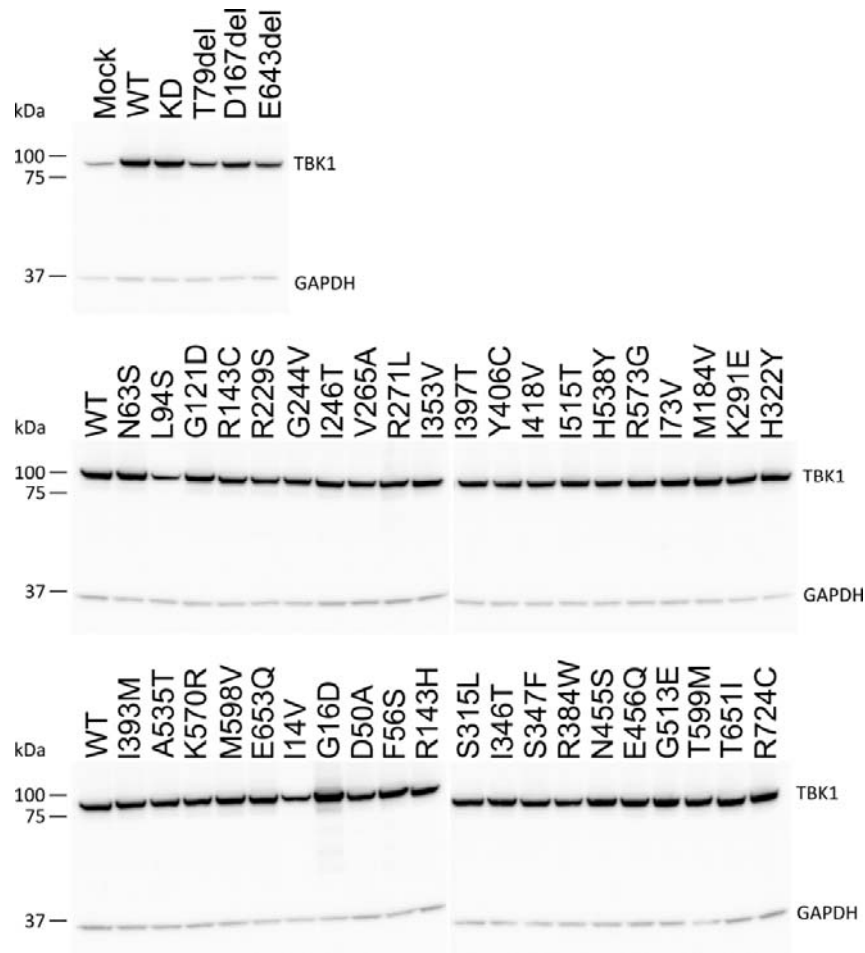 Mock WT KD T79del D167del E643del
kDa
100
TBK1
75
37
GAPDH
WT N63S L94S G121D R143C R229S G244V I246T V265A R271L I353V I397T Y406C I418V I515T H538Y R573G I73V M184V K291E H322Y
kDa
100
TBK1
75
37
GAPDH
WT I393M A535T K570R M598V E653Q I14V G16D D50A F56S R143H S315L I346T S347F R384W N455S E456Q G513E T599M T651I R724C
kDa
100
TBK1
75
37
GAPDH